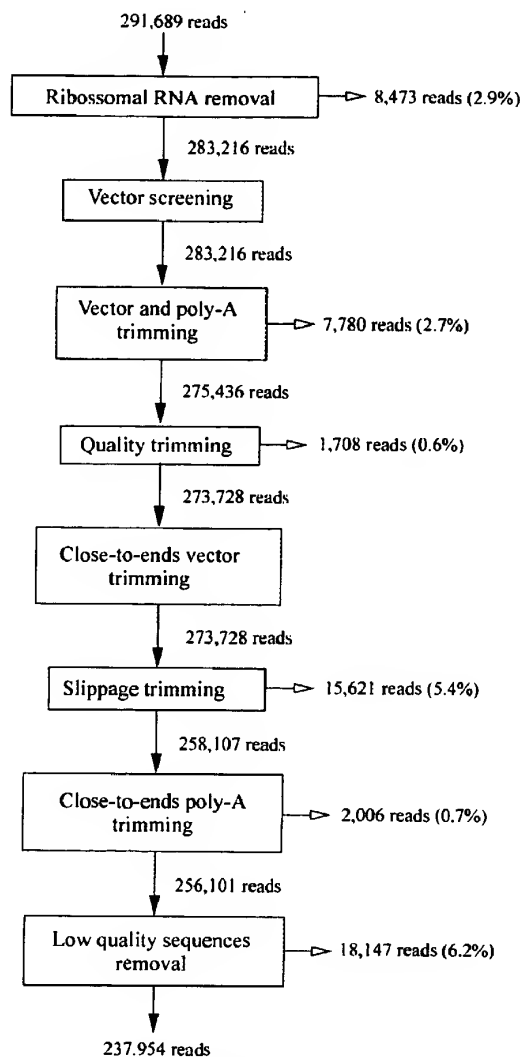 291,689 reads
Ribossomal RNA removal
8,473 reads (2.9%)
283,216 reads
Vector screening
283,216 reads
Vector and poly-A
trimming
7,780 reads (2.7%)
275,436 reads
Quality trimming
1,708 reads (0.6%)
273,728 reads
Close-to-ends vector
trimming
273,728 reads
Slippage trimming
15,621 reads (5.4%)
258,107 reads
Close-to-ends poly-A
trimming
2,006 reads (0.7%)
256,101 reads
Low quality sequences
removal
18,147 reads (6.2%)
237.954 reads